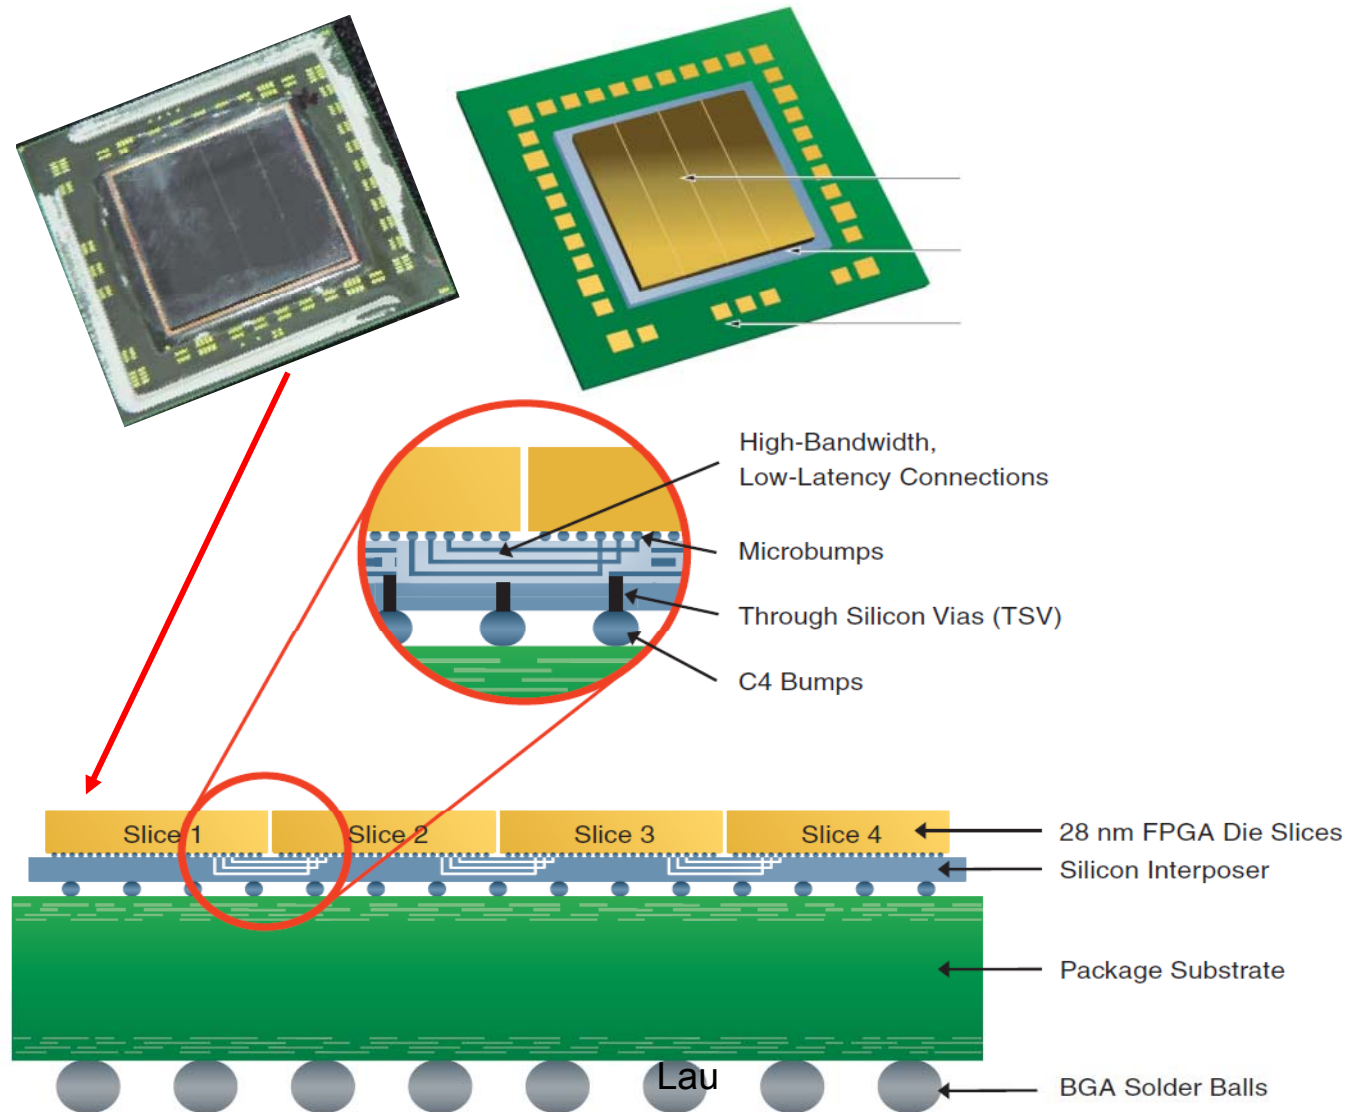 High-Bandwidth,
Low-Latency Connections
Microbumps
Through Silicon Vias (TSV)
C4 Bumps
Slice 1
Slice 2
Slice 3
Slice 4
28 nm FPGA Die Slices
Silicon Interposer
Package Substrate
Lau
BGA Solder Balls